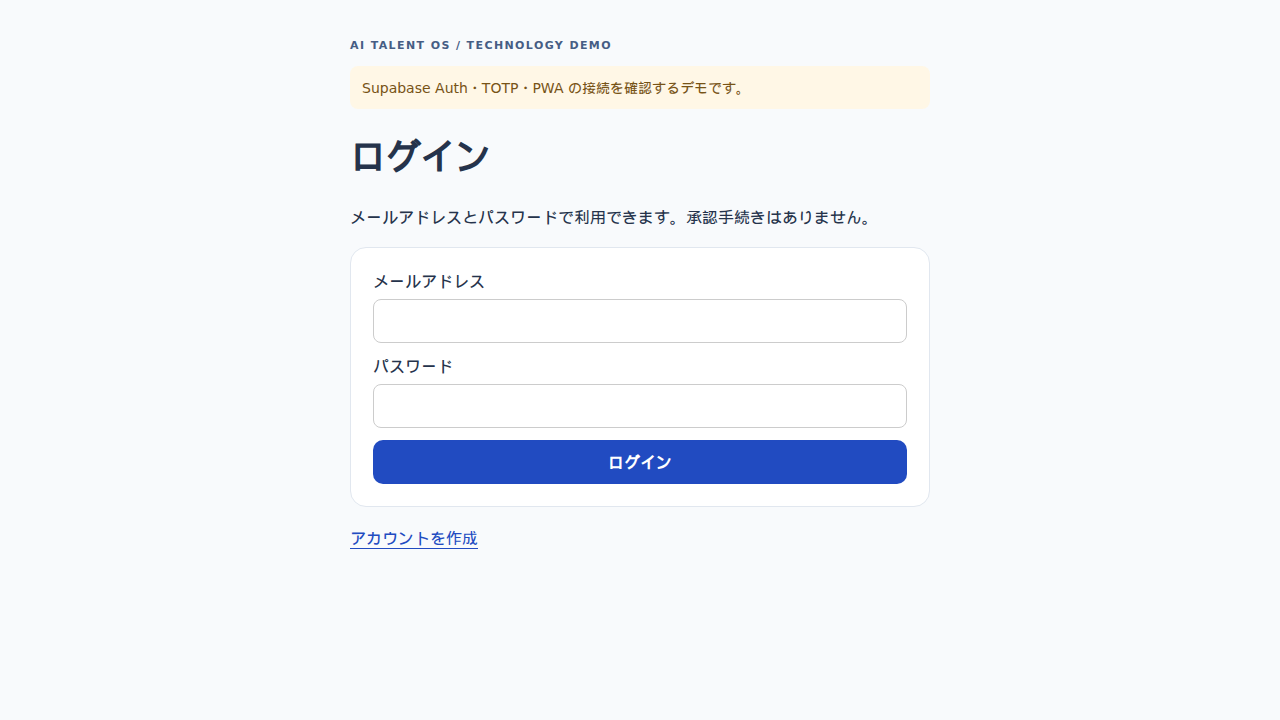 AI TALENT OS / TECHNOLOGY DEMO
Supabase Auth・TOTP・PWA の接続を確認するデモです。
ログイン
メールアドレスとパスワードで利用できます。承認手続きはありません。
メールアドレス
パスワード
ログイン
アカウントを作成